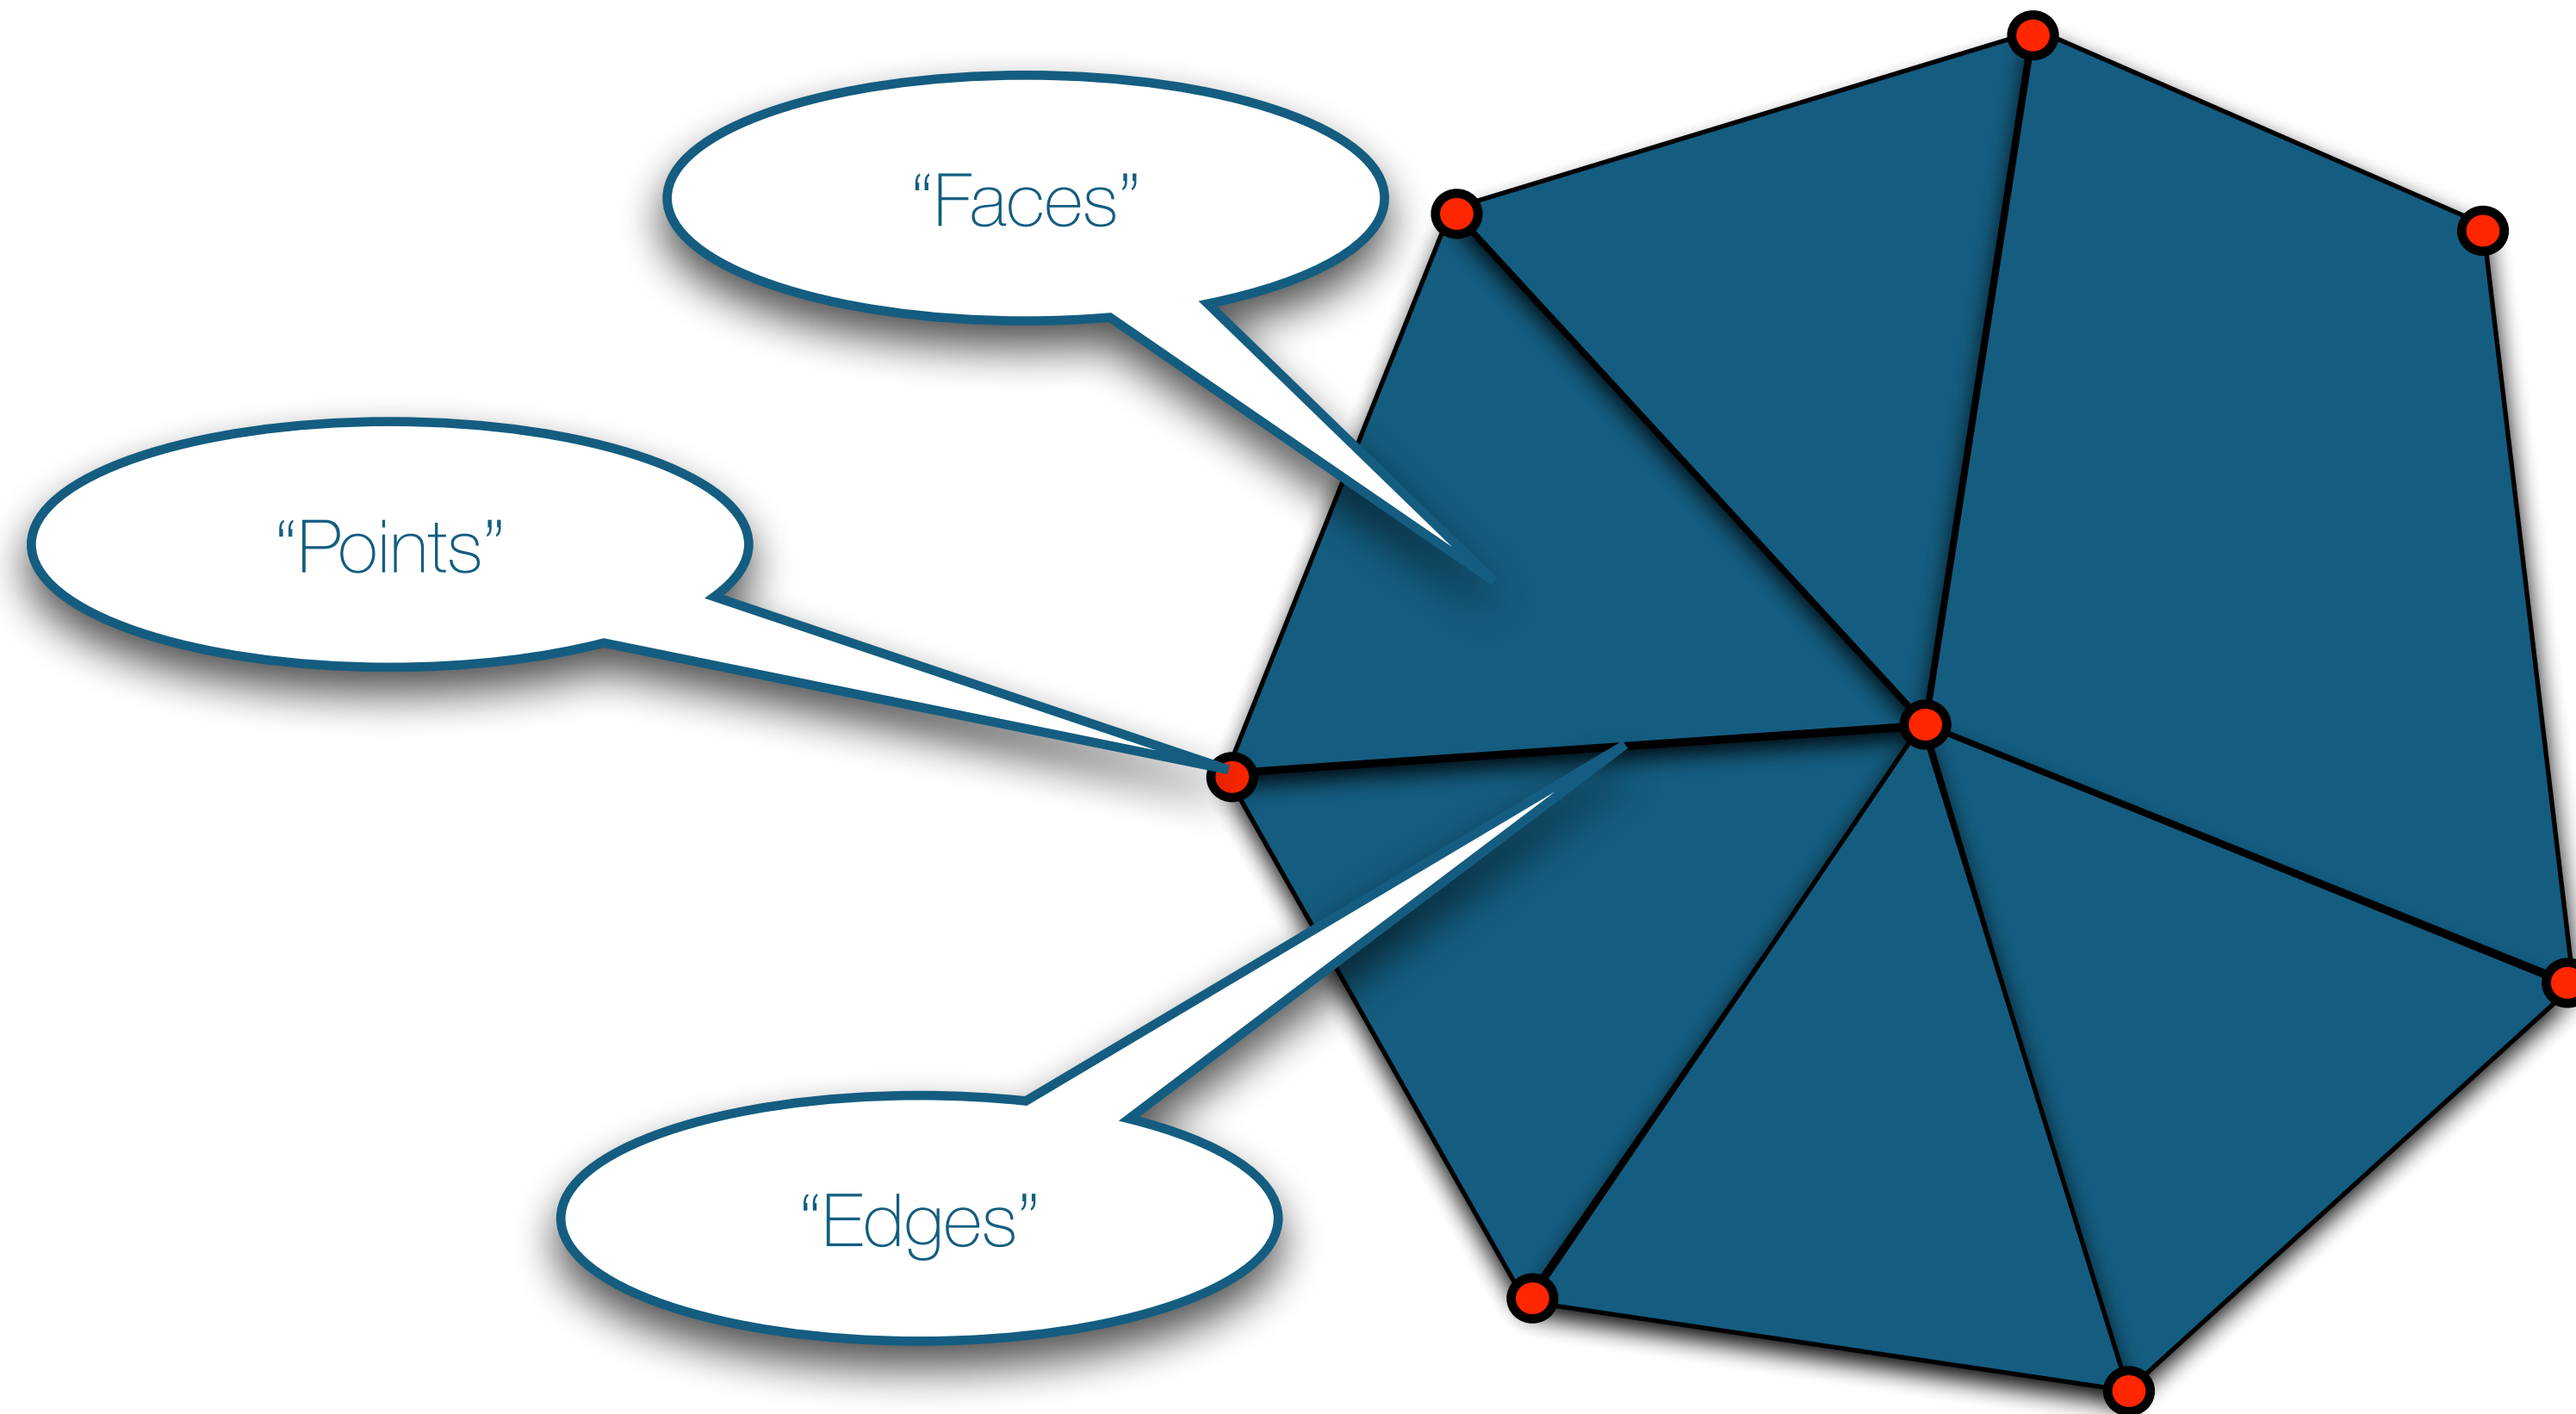 “Faces”
“Points”
“Edges”